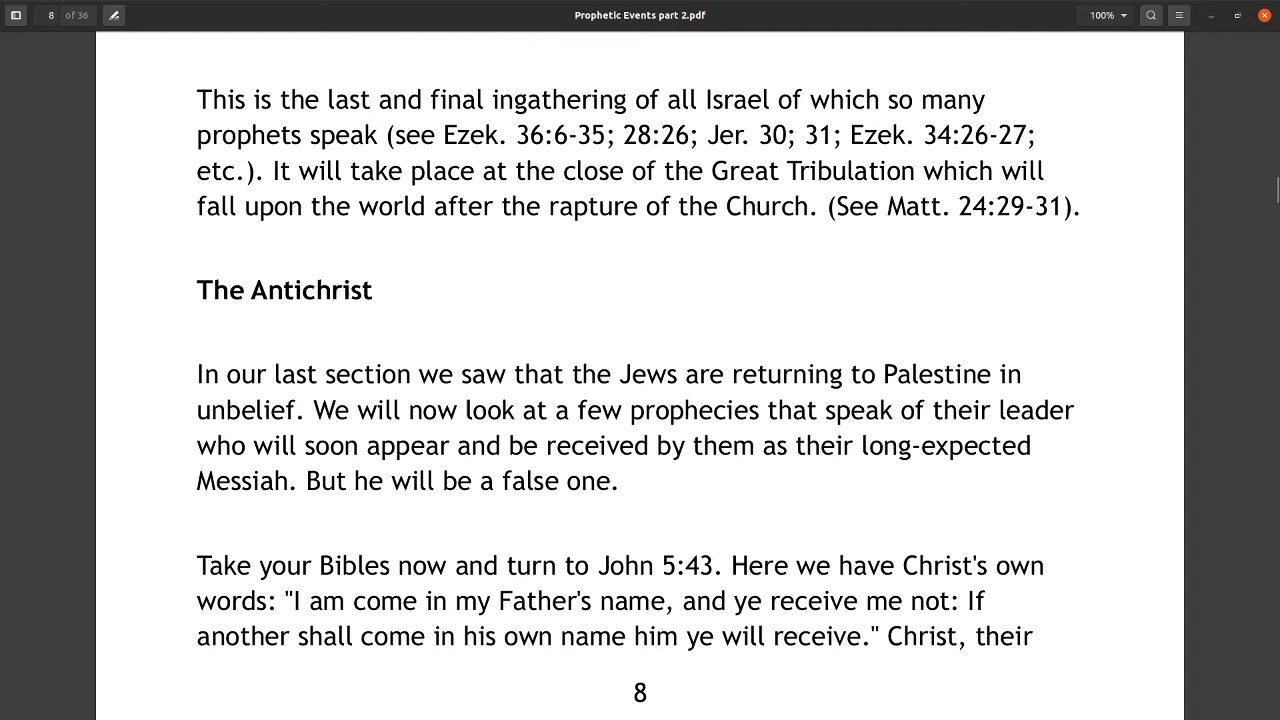 8 of 36
Prophetic Events part 2.pdf
100%
This is the last and final ingathering of all Israel of which so many
prophets speak (see Ezek. 36:6-35; 28:26; Jer. 30; 31; Ezek. 34:26-27;
etc.). It will take place at the close of the Great Tribulation which will
fall upon the world after the rapture of the Church. (See Matt. 24:29-31).
The Antichrist
In our last section we saw that the Jews are returning to Palestine in
unbelief. We will now look at a few prophecies that speak of their leader
who will soon appear and be received by them as their long-expected
Messiah. But he will be a false one.
Take your Bibles now and turn to John 5:43. Here we have Christ's own
words: "I am come in my Father's name, and ye receive me not: If
another shall come in his own name him ye will receive." Christ, their
8